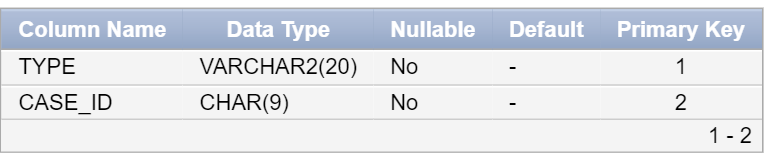 Column Name Data Type Nullable Default Primary Key
TYPE VARCHAR2(20) No - 1
CASE_ID CHAR(9) No - 2
1 - 2